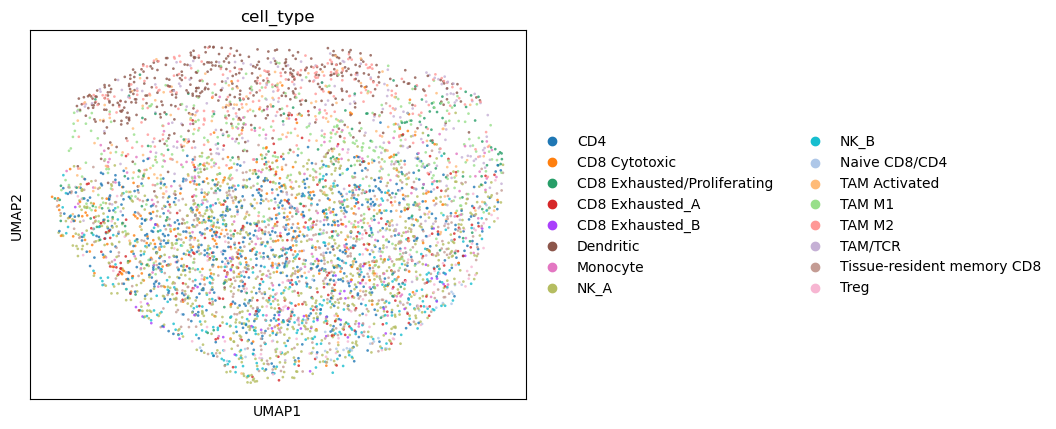 cell_type
UMAP2
UMAP1
CD4
CD8 Cytotoxic
CD8 Exhausted/Proliferating
CD8 Exhausted_A
CD8 Exhausted_B
Dendritic
Monocyte
NK_A
NK_B
Naive CD8/CD4
TAM Activated
TAM M1
TAM M2
TAM/TCR
Tissue-resident memory CD8
Treg